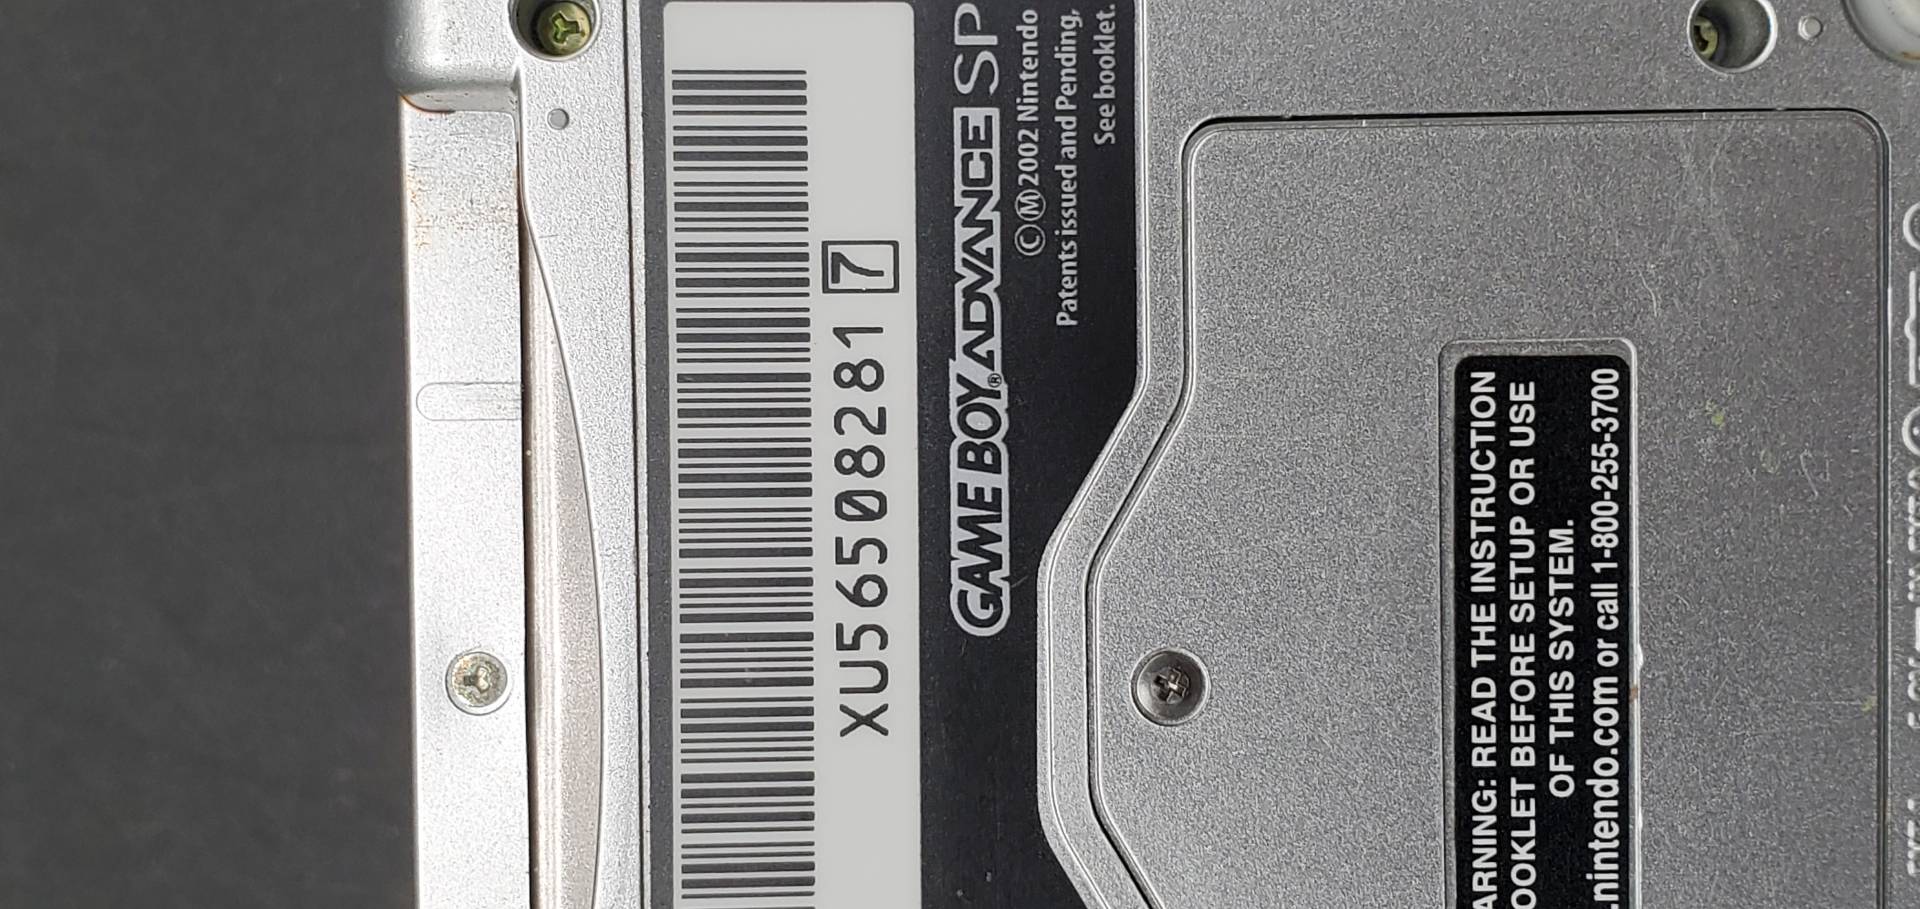 XU56508281 7
GAME BOY ADVANCE SP
©Ⓜ2002 Nintendo
Patents issued and Pending,
See booklet.
ARNING: READ THE INSTRUCTION
OOKLET BEFORE SETUP OR USE
OF THIS SYSTEM.
.nintendo.com or call 1-800-255-3700